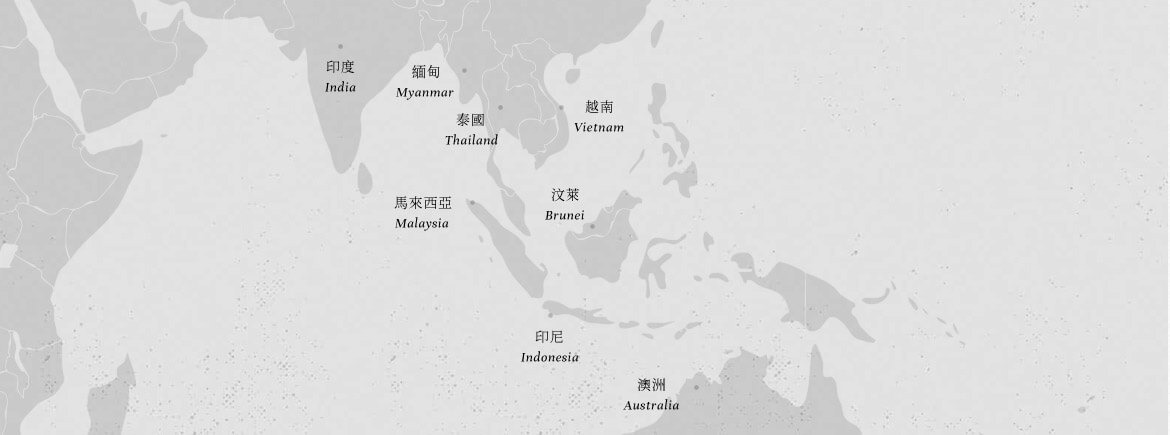 印度
India
緬甸
Myanmar
泰國
Thailand
越南
Vietnam
馬來西亞
Malaysia
汶萊
Brunei
印尼
Indonesia
澳洲
Australia